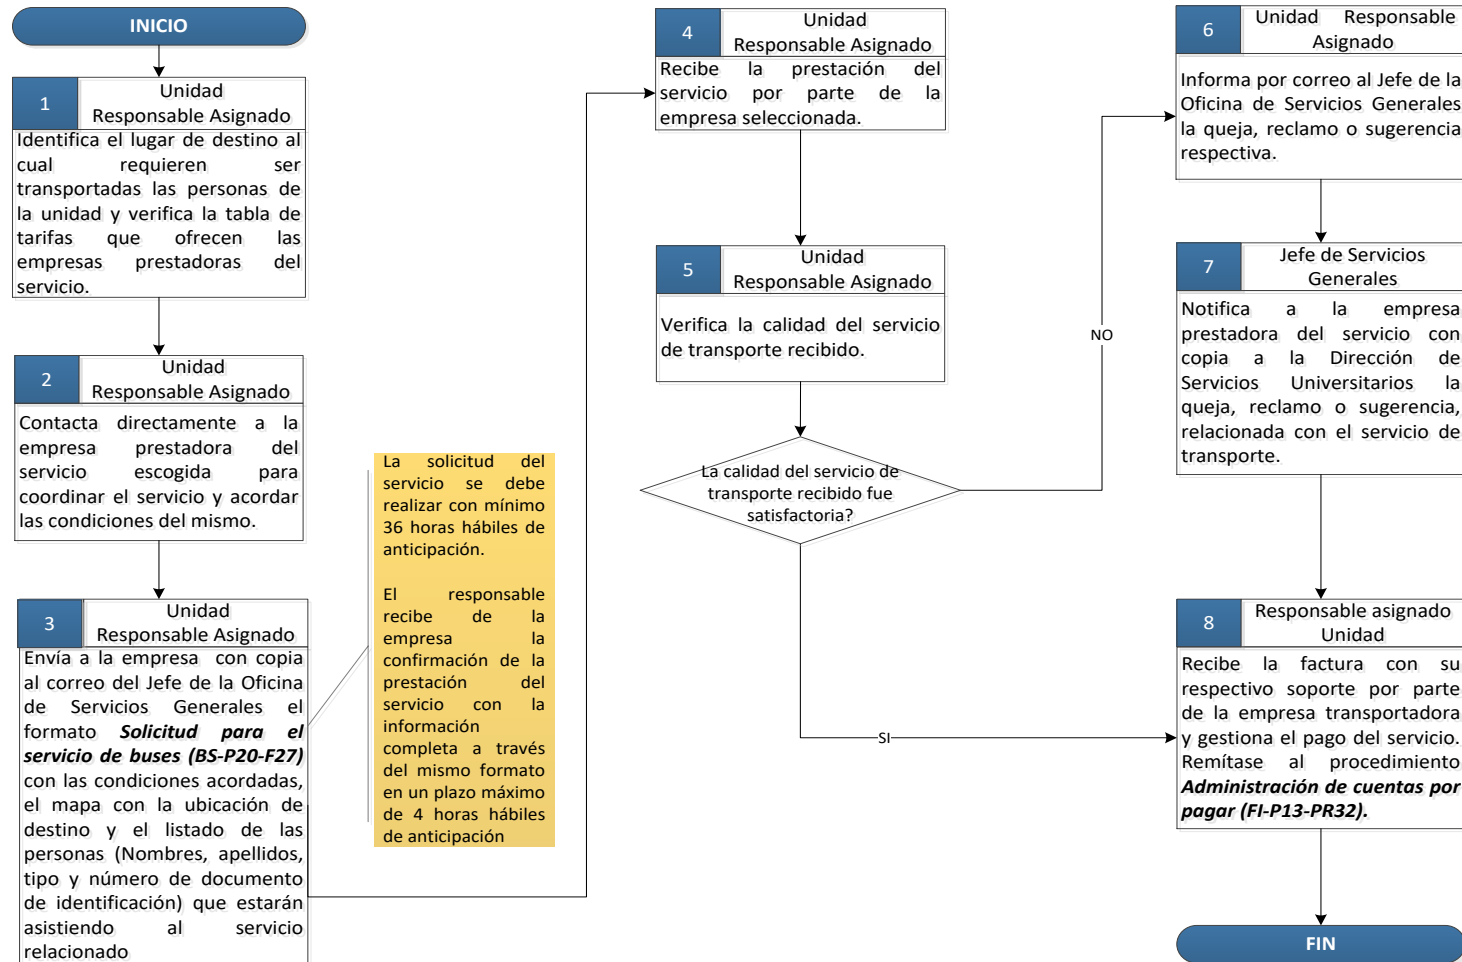 INICIO
1
Unidad
Responsable Asignado
Identifica el lugar de destino al
cual requieren ser
transportadas las personas de
la unidad y verifica la tabla de
tarifas que ofrecen las
empresas prestadoras del
servicio.
2
Unidad
Responsable Asignado
Contacta directamente a la
empresa prestadora del
servicio escogida para
coordinar el servicio y acordar
las condiciones del mismo.
3
Unidad
Responsable Asignado
Envía a la empresa con copia
al correo del Jefe de la Oficina
de Servicios Generales el
formato Solicitud para el
servicio de buses (BS-P20-F27)
con las condiciones acordadas,
el mapa con la ubicación de
destino y el listado de las
personas (Nombres, apellidos,
tipo y número de documento
de identificación) que estarán
asistiendo al servicio
relacionado
La solicitud del
servicio se debe
realizar con mínimo
36 horas hábiles de
anticipación.
El responsable
recibe de la
empresa la
confirmación de la
prestación del
servicio con la
información
completa a través
del mismo formato
en un plazo máximo
de 4 horas hábiles
de anticipación
4
Unidad
Responsable Asignado
Recibe la prestación del
servicio por parte de la
empresa seleccionada.
5
Unidad
Responsable Asignado
Verifica la calidad del servicio
de transporte recibido.
La calidad del servicio de
transporte recibido fue
satisfactoria?
NO
SI
6
Unidad Responsable
Asignado
Informa por correo al Jefe de la
Oficina de Servicios Generales
la queja, reclamo o sugerencia
respectiva.
7
Jefe de Servicios
Generales
Notifica a la empresa
prestadora del servicio con
copia a la Dirección de
Servicios Universitarios la
queja, reclamo o sugerencia,
relacionada con el servicio de
transporte.
8
Responsable asignado
Unidad
Recibe la factura con su
respectivo soporte por parte
de la empresa transportadora
y gestiona el pago del servicio.
Remítase al procedimiento
Administración de cuentas por
pagar (FI-P13-PR32).
FIN